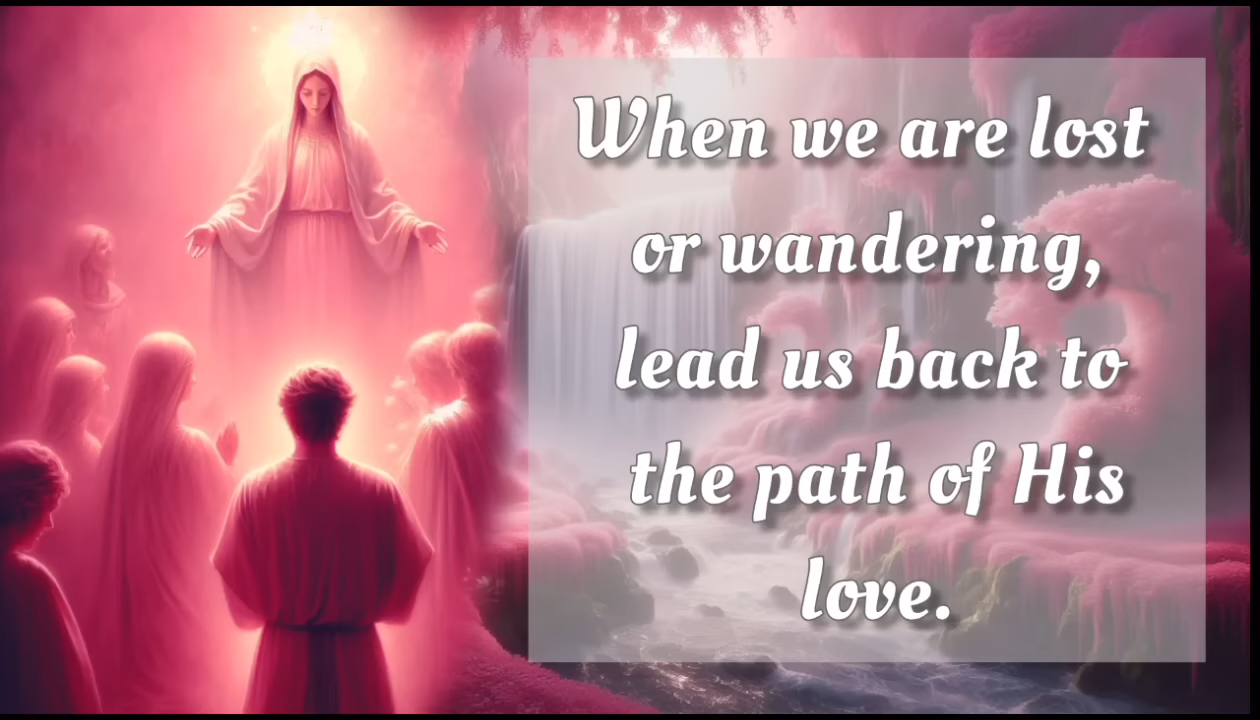 When we are lost
or wandering,
lead us back to
the path of His
love.